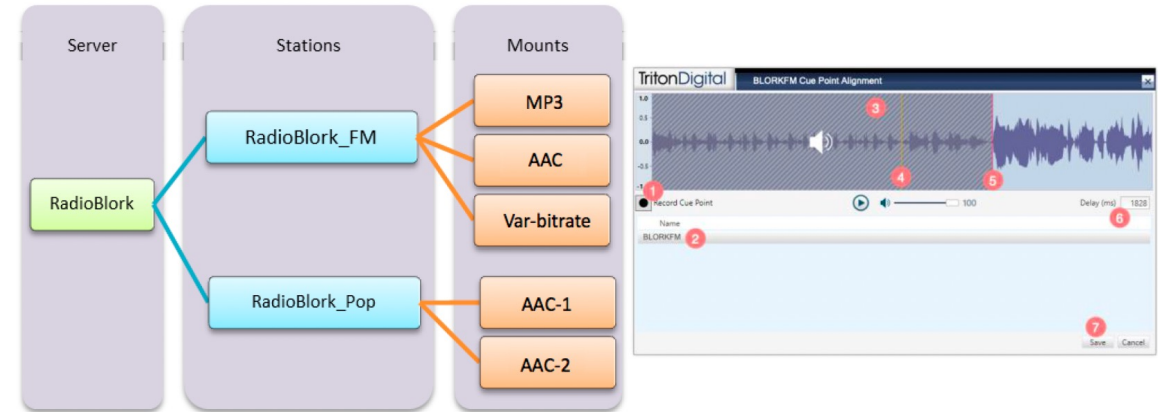 Server
Stations
Mounts
RadioBlork
RadioBlork_FM
RadioBlork_Pop
MP3
AAC
Var-bitrate
AAC-1
AAC-2
TritonDigital BLORKFM Cue Point Alignment
1.0
0.5
0.0
-0.5
3
4
5
1
Record Cue Point 100 Delay (ms) 1828
6
Name
BLORKFM 2
7
Save Cancel